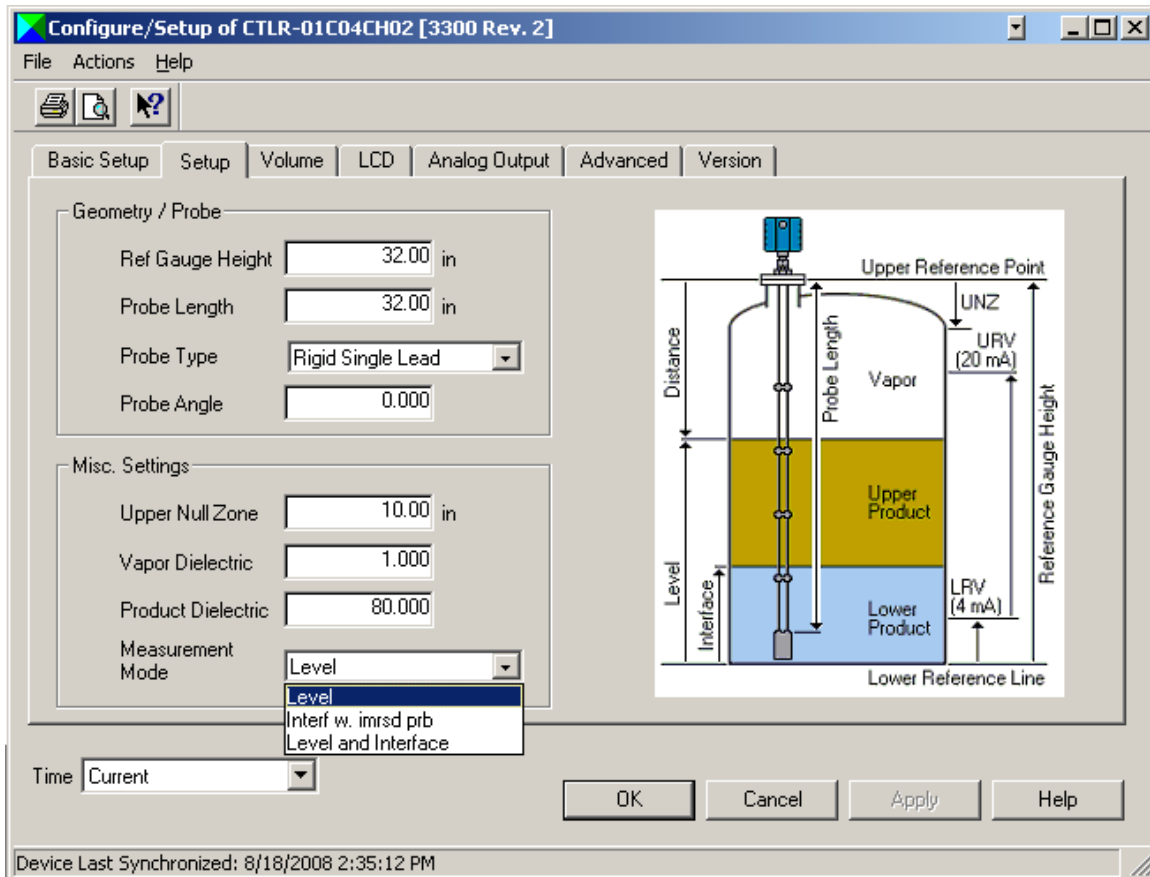 Configure/Setup of CTLR-01C04CH02 [3300 Rev. 2]
File Actions Help
Basic Setup Setup Volume LCD Analog Output Advanced Version
Geometry / Probe
Ref Gauge Height 32.00 in
Probe Length 32.00 in
Probe Type Rigid Single Lead
Probe Angle 0.000
Misc. Settings
Upper Null Zone 10.00 in
Vapor Dielectric 1.000
Product Dielectric 80.000
Measurement
Mode
Level
Level
Interf w. imrsd prb
Level and Interface
Upper Reference Point
UNZ
URV
(20 mA)
Distance
Probe Length
Vapor
Reference Gauge Height
Upper
Product
Level
Interface
LRV
(4 mA)
Lower
Product
Lower Reference Line
Time Current
OK Cancel Apply Help
Device Last Synchronized: 8/18/2008 2:35:12 PM